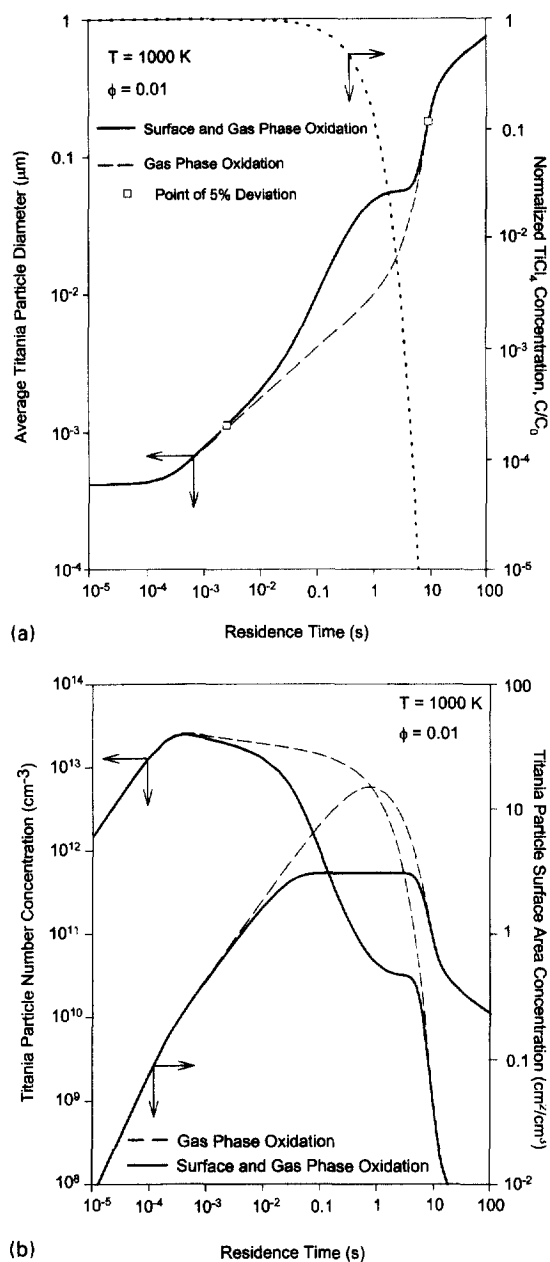 T = 1000 K
ϕ = 0.01
Surface and Gas Phase Oxidation
Gas Phase Oxidation
Point of 5% Deviation
Average Titania Particle Diameter (μm)
1
0.1
10-2
10-3
10-4
Normalized TiCl4 Concentration, C/C0
1
0.1
10-2
10-3
10-4
10-5
10-5 10-4 10-3 10-2 0.1 1 10 100
Residence Time (s)
(a)
T = 1000 K
ϕ = 0.01
Titania Particle Number Concentration (cm-3)
1014
1013
1012
1011
1010
109
108
Titania Particle Surface Area Concentration (cm2/cm3)
100
10
1
0.1
10-2
Gas Phase Oxidation
Surface and Gas Phase Oxidation
10-5 10-4 10-3 10-2 0.1 1 10 100
Residence Time (s)
(b)